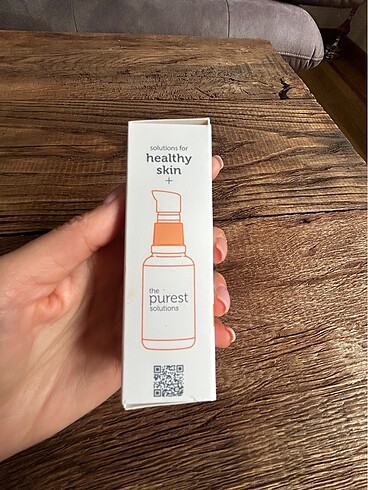 solutions for
healthy
skin
+
the
purest
solutions